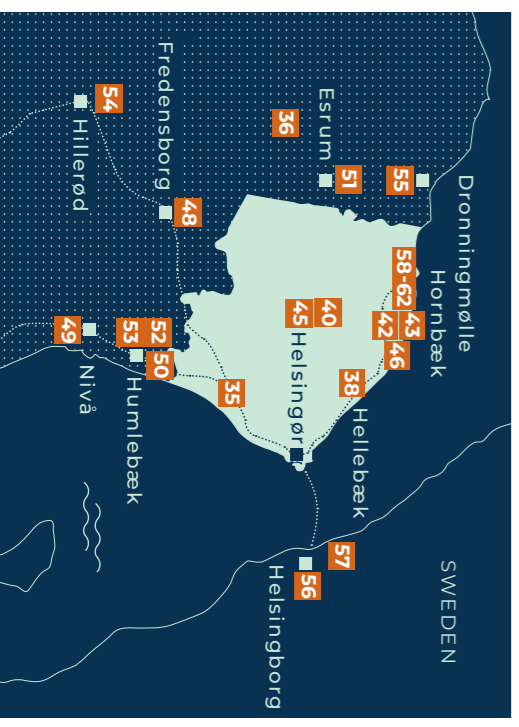 Dronningmølle
Hornbæk
SWEDEN
55
58-62
43
42
46
Esrum
51
36
40
45
Helsingør
38
Hellebæk
57
56
Helsingborg
Fredensborg
48
35
54
Hillerød
52
53
50
Humlebæk
49
Nivå